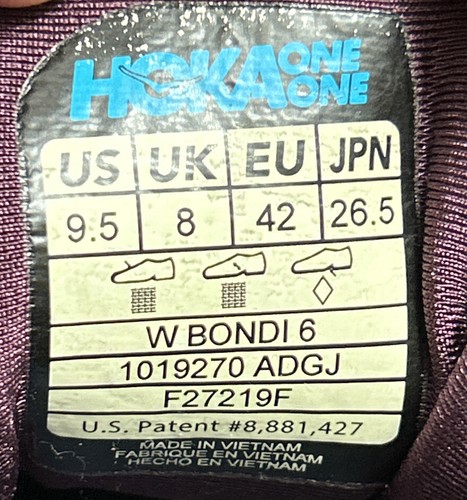 HOKA ONE ONE
US UK EU JPN
9.5 8 42 26.5
W BONDI 6
1019270 ADGJ
F27219F
U.S. Patent #8,881,427
MADE IN VIETNAM
FABRIQUE EN VIETNAM
HECHO EN VIETNAM